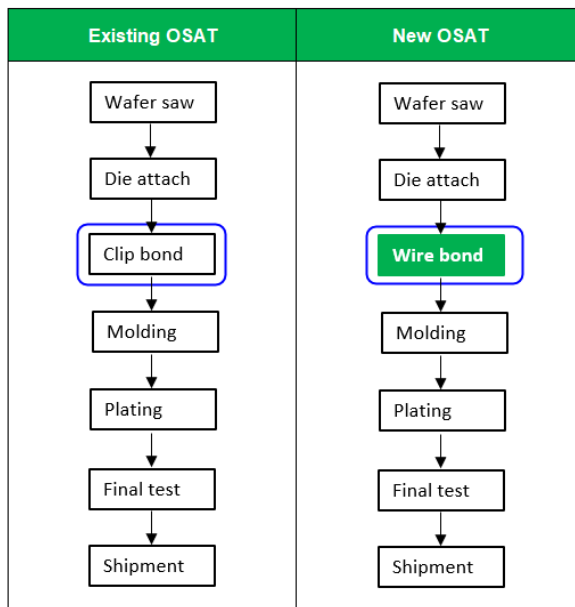 Existing OSAT
New OSAT
Wafer saw
Wafer saw
Die attach
Die attach
Clip bond
Wire bond
Molding
Molding
Plating
Plating
Final test
Final test
Shipment
Shipment